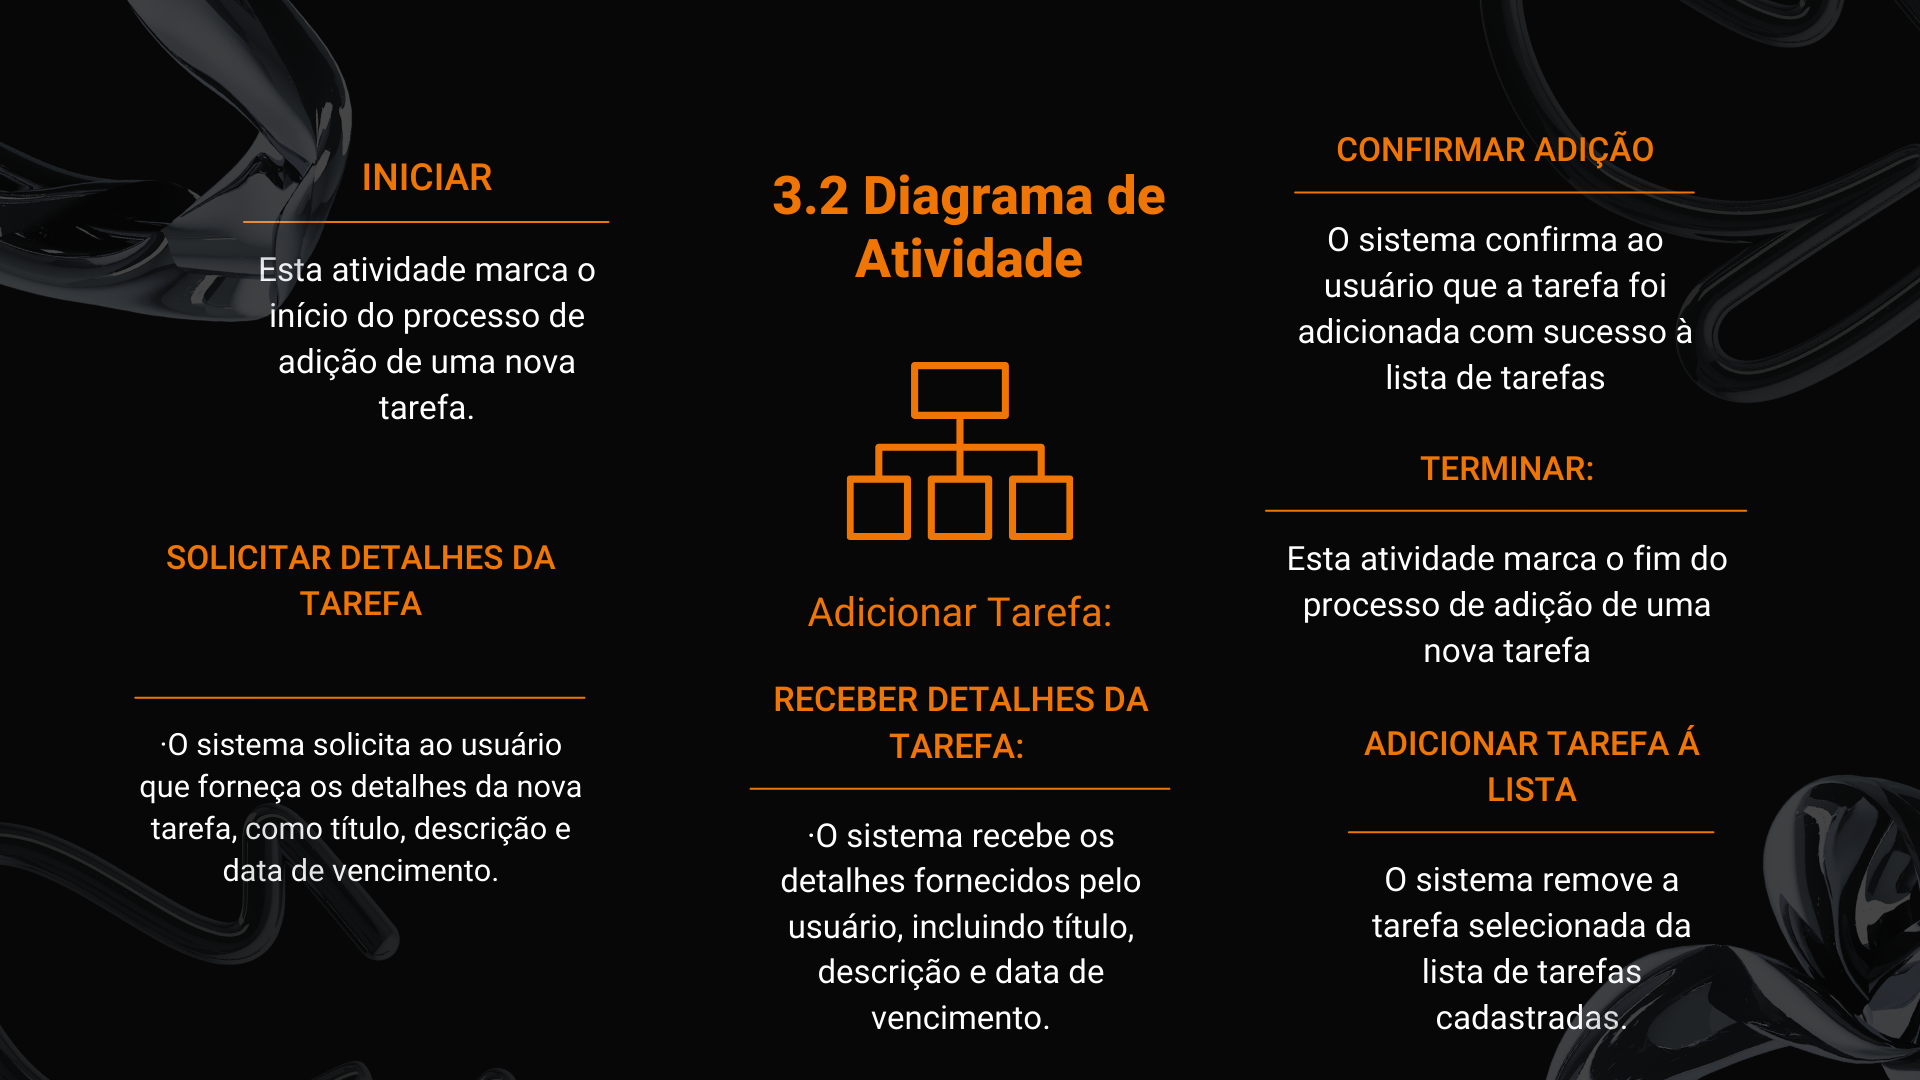 INICIAR
Esta atividade marca o
início do processo de
adição de uma nova
tarefa.
SOLICITAR DETALHES DA
TAREFA
·O sistema solicita ao usuário
que forneça os detalhes da nova
tarefa, como título, descrição e
data de vencimento.
3.2 Diagrama de
Atividade
Adicionar Tarefa:
RECEBER DETALHES DA
TAREFA:
·O sistema recebe os
detalhes fornecidos pelo
usuário, incluindo título,
descrição e data de
vencimento.
CONFIRMAR ADIÇÃO
O sistema confirma ao
usuário que a tarefa foi
adicionada com sucesso à
lista de tarefas
TERMINAR:
Esta atividade marca o fim do
processo de adição de uma
nova tarefa
ADICIONAR TAREFA Á
LISTA
O sistema remove a
tarefa selecionada da
lista de tarefas
cadastradas.